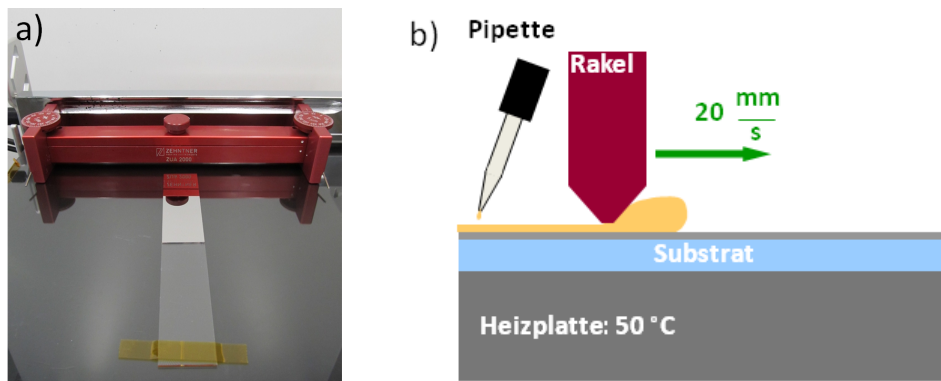 a)
ZEHNTNER
ZUA 2000
b)
Pipette
Rakel
20 mm
s
Substrat
Heizplatte: 50 °C